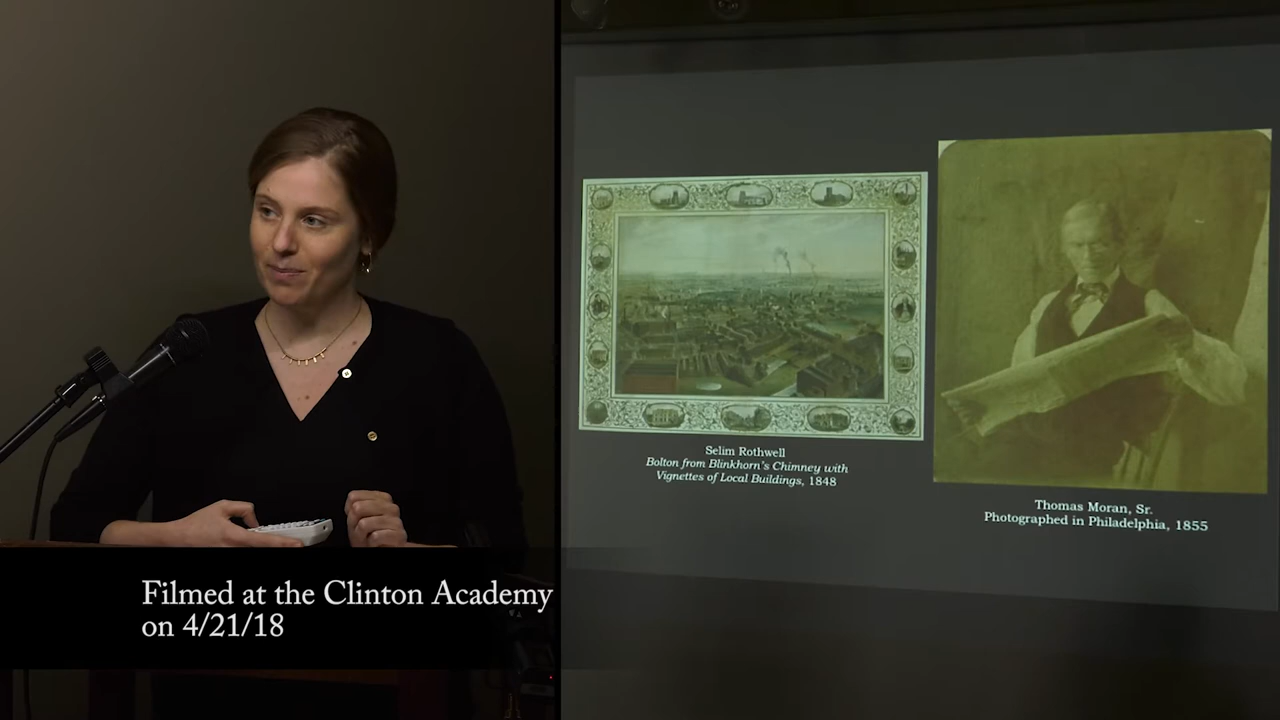 Filmed at the Clinton Academy
on 4/21/18
Selim Rothwell
Bolton from Blinkhorn's Chimney with
Vignettes of Local Buildings, 1848
Thomas Moran, Sr.
Photographed in Philadelphia, 1855